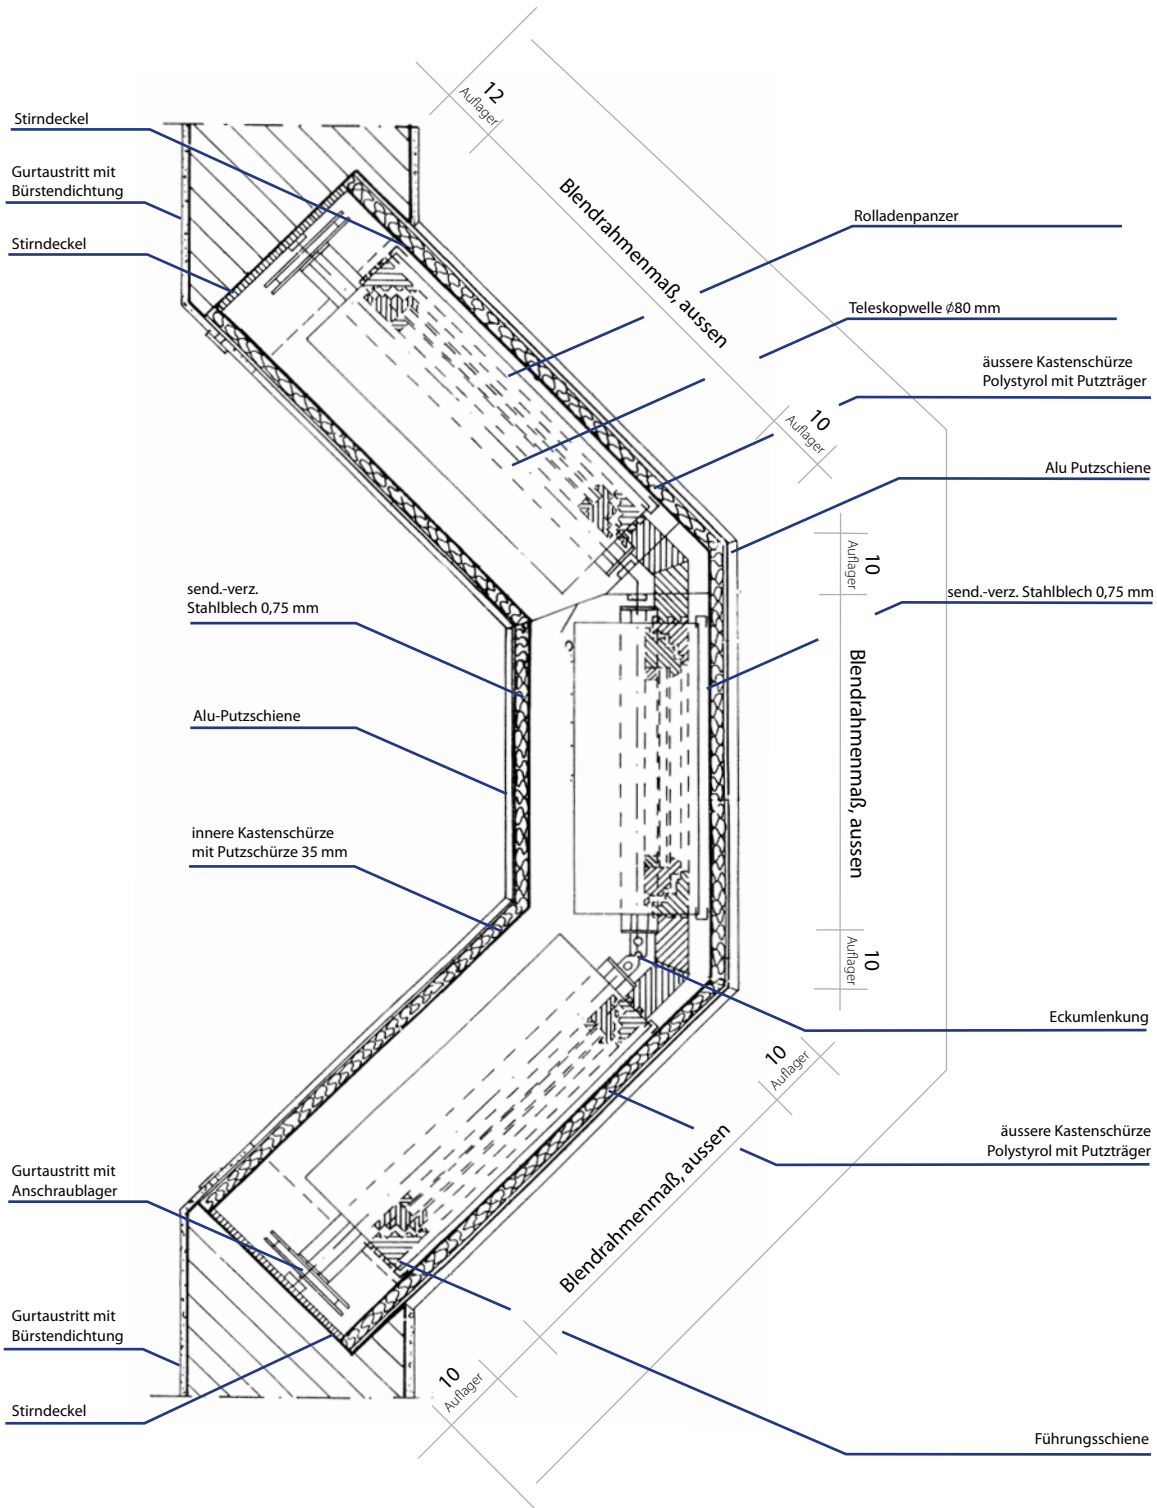 12
Auflager
Stirndeckel
Gurtaustritt mit
Bürstendichtung
Stirndeckel
Blendrahmenmaß, aussen
Rolladenpanzer
Teleskopwelle Ø80 mm
äussere Kastenschürze
Polystyrol mit Putzträger
10
Auflager
Alu Putzschiene
10
Auflager
send.-verz.
Stahlblech 0,75 mm
send.-verz. Stahlblech 0,75 mm
Blendrahmenmaß, aussen
Alu-Putzschiene
innere Kastenschürze
mit Putzschürze 35 mm
10
Auflager
Eckumlenkung
10
Auflager
äussere Kastenschürze
Polystyrol mit Putzträger
Blendrahmenmaß, aussen
Gurtaustritt mit
Anschraublager
Gurtaustritt mit
Bürstendichtung
10
Auflager
Stirndeckel
Führungsschiene